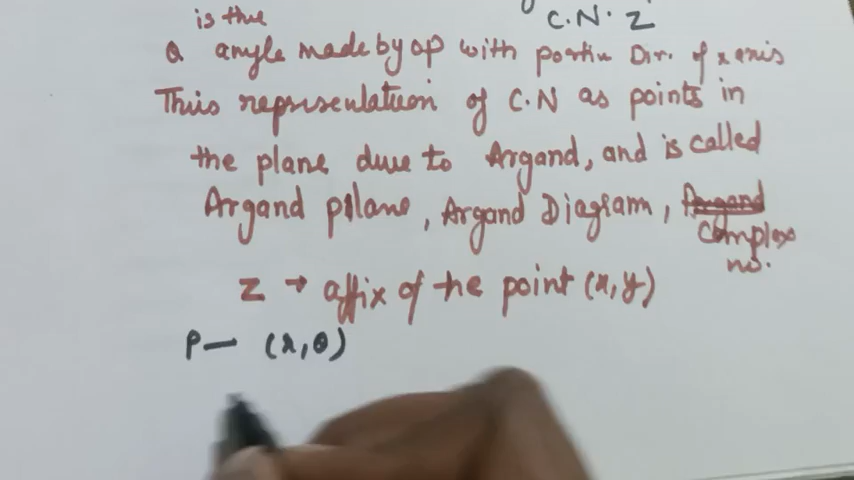 C.N. Z
is the
a angle made by op with portiu Dir. of x axis
This representation of C.N as points in
the plane due to Argand, and is called
Argand plane, Argand Diagram, Argand
Complex
no.
Z → affix of the point (x, y)
P— (r, θ)